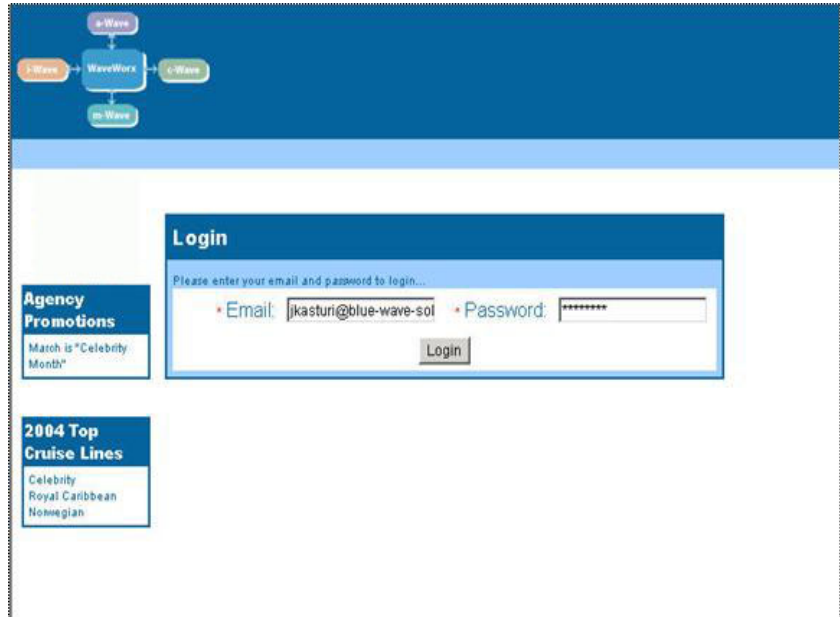 a-Wave
i-Wave
WaveWorx
c-Wave
m-Wave
Login
Please enter your email and password to login...
* Email: jkasturi@blue-wave-sol * Password: ********
Login
Agency
Promotions
March is "Celebrity
Month"
2004 Top
Cruise Lines
Celebrity
Royal Caribbean
Norwegian